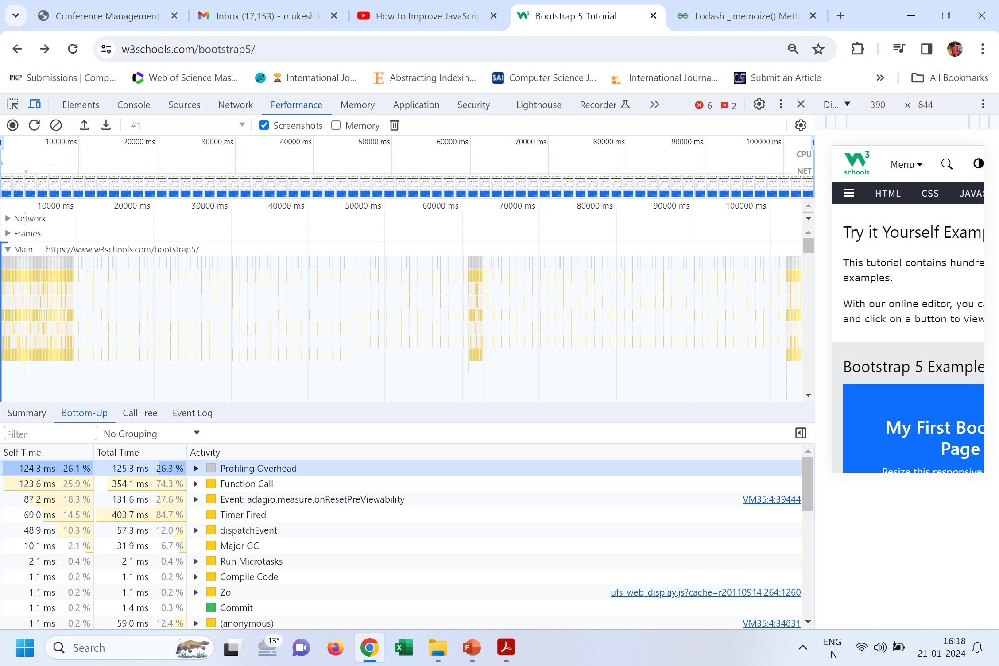 Conference Management
Inbox (17,153) - mukesh.k
How to Improve JavaScrip
Bootstrap 5 Tutorial
Lodash _.memoize() Meth
w3schools.com/bootstrap5/
PKP Submissions | Comp...
Web of Science Mas...
International Jo...
E Abstracting Indexin...
SAI Computer Science J...
International Journa...
Submit an Article
All Bookmarks
Elements Console Sources Network Performance Memory Application Security Lighthouse Recorder 6 2
Di... 390 × 844
#1 Screenshots Memory
10000 ms 20000 ms 30000 ms 40000 ms 50000 ms 60000 ms 70000 ms 80000 ms 90000 ms 100000 ms
CPU
NET
10000 ms 20000 ms 30000 ms 40000 ms 50000 ms 60000 ms 70000 ms 80000 ms 90000 ms 100000 ms
Network
Frames
Main — https://www.w3schools.com/bootstrap5/
Summary Bottom-Up Call Tree Event Log
Filter No Grouping
Self Time Total Time Activity
124.3 ms 26.1 % 125.3 ms 26.3 % Profiling Overhead
123.6 ms 25.9 % 354.1 ms 74.3 % Function Call
87.2 ms 18.3 % 131.6 ms 27.6 % Event: adagio.measure.onResetPreViewability VM35:4:39444
69.0 ms 14.5 % 403.7 ms 84.7 % Timer Fired
48.9 ms 10.3 % 57.3 ms 12.0 % dispatchEvent
10.1 ms 2.1 % 31.9 ms 6.7 % Major GC
2.1 ms 0.4 % 2.1 ms 0.4 % Run Microtasks
1.1 ms 0.2 % 1.1 ms 0.2 % Compile Code
1.1 ms 0.2 % 1.1 ms 0.2 % Zo ufs_web_display.js?cache=r20110914:264:1260
1.1 ms 0.2 % 1.4 ms 0.3 % Commit
1.1 ms 0.2 % 59.0 ms 12.4 % (anonymous) VM35:4:34831
W 3
schools
Menu
HTML CSS JAVAS
Try it Yourself Examp
This tutorial contains hundre
examples.
With our online editor, you ca
and click on a button to view
Bootstrap 5 Example
My First Boo
Page
Resize this responsive
Search
13°
ENG
IN
16:18
21-01-2024